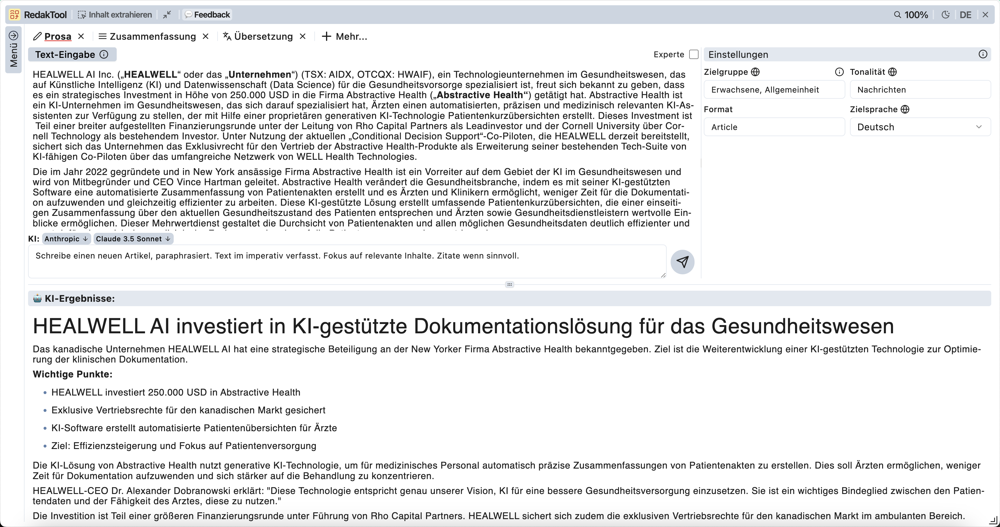 RedakTool
Inhalt extrahieren
Feedback
100%
DE
Menü
Prosa
Zusammenfassung
Übersetzung
Mehr...
Text-Eingabe
Experte
HEALWELL AI Inc. („HEALWELL“ oder das „Unternehmen“) (TSX: AIDX, OTCQX: HWAIF), ein Technologieunternehmen im Gesundheitswesen, das
auf Künstliche Intelligenz (KI) und Datenwissenschaft (Data Science) für die Gesundheitsvorsorge spezialisiert ist, freut sich bekannt zu geben, dass
es ein strategisches Investment in Höhe von 250.000 USD in die Firma Abstractive Health („Abstractive Health“) getätigt hat. Abstractive Health ist
ein KI-Unternehmen im Gesundheitswesen, das sich darauf spezialisiert hat, Ärzten einen automatisierten, präzisen und medizinisch relevanten KI-As-
sistenten zur Verfügung zu stellen, der mit Hilfe einer proprietären generativen KI-Technologie Patientenkurzübersichten erstellt. Dieses Investment ist
Teil einer breiter aufgestellten Finanzierungsrunde unter der Leitung von Rho Capital Partners als Leadinvestor und der Cornell University über Cor-
nell Technology als bestehendem Investor. Unter Nutzung der aktuellen „Conditional Decision Support“-Co-Piloten, die HEALWELL derzeit bereitstellt,
sichert sich das Unternehmen das Exklusivrecht für den Vertrieb der Abstractive Health-Produkte als Erweiterung seiner bestehenden Tech-Suite von
KI-fähigen Co-Piloten über das umfangreiche Netzwerk von WELL Health Technologies.
Die im Jahr 2022 gegründete und in New York ansässige Firma Abstractive Health ist ein Vorreiter auf dem Gebiet der KI im Gesundheitswesen und
wird von Mitbegründer und CEO Vince Hartman geleitet. Abstractive Health verändert die Gesundheitsbranche, indem es mit seiner KI-gestützten
Software eine automatisierte Zusammenfassung von Patientenakten erstellt und es Ärzten und Klinikern ermöglicht, weniger Zeit für die Dokumentati-
on aufzuwenden und gleichzeitig effizienter zu arbeiten. Diese KI-gestützte Lösung erstellt umfassende Patientenkurzübersichten, die einer einseiti-
gen Zusammenfassung über den aktuellen Gesundheitszustand des Patienten entsprechen und Ärzten sowie Gesundheitsdienstleistern wertvolle Ein-
blicke ermöglichen. Dieser Mehrwertdienst gestaltet die Durchsicht von Patientenakten und allen möglichen Gesundheitsdaten deutlich effizienter und
KI: Anthropic ↓ Claude 3.5 Sonnet ↓
Schreibe einen neuen Artikel, paraphrasiert. Text im imperativ verfasst. Fokus auf relevante Inhalte. Zitate wenn sinnvoll.
Einstellungen
Zielgruppe
Tonalität
Erwachsene, Allgemeinheit
Nachrichten
Format
Zielsprache
Article
Deutsch
KI-Ergebnisse:
HEALWELL AI investiert in KI-gestützte Dokumentationslösung für das Gesundheitswesen
Das kanadische Unternehmen HEALWELL AI hat eine strategische Beteiligung an der New Yorker Firma Abstractive Health bekanntgegeben. Ziel ist die Weiterentwicklung einer KI-gestützten Technologie zur Optimie-
rung der klinischen Dokumentation.
Wichtige Punkte:
• HEALWELL investiert 250.000 USD in Abstractive Health
• Exklusive Vertriebsrechte für den kanadischen Markt gesichert
• KI-Software erstellt automatisierte Patientenübersichten für Ärzte
• Ziel: Effizienzsteigerung und Fokus auf Patientenversorgung
Die KI-Lösung von Abstractive Health nutzt generative KI-Technologie, um für medizinisches Personal automatisch präzise Zusammenfassungen von Patientenakten zu erstellen. Dies soll Ärzten ermöglichen, weniger
Zeit für Dokumentation aufzuwenden und sich stärker auf die Behandlung zu konzentrieren.
HEALWELL-CEO Dr. Alexander Dobranowski erklärt: "Diese Technologie entspricht genau unserer Vision, KI für eine bessere Gesundheitsversorgung einzusetzen. Sie ist ein wichtiges Bindeglied zwischen den Patien-
tendaten und der Fähigkeit des Arztes, diese zu nutzen."
Die Investition ist Teil einer größeren Finanzierungsrunde unter Führung von Rho Capital Partners. HEALWELL sichert sich zudem die exklusiven Vertriebsrechte für den kanadischen Markt im ambulanten Bereich.